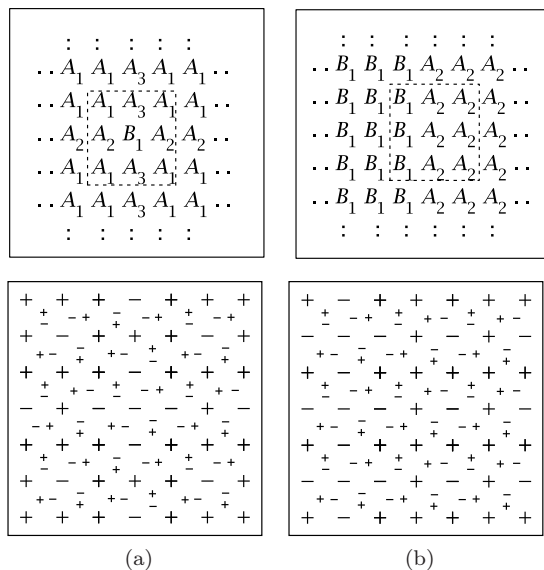 . . A₁ A₁ A₃ A₁ A₁ . .
. . A₁ A₁ A₃ A₁ A₁ . .
. . A₂ A₂ B₁ A₂ A₂ . .
. . A₁ A₁ A₃ A₁ A₁ . .
. . A₁ A₁ A₃ A₁ A₁ . .
. . B₁ B₁ B₁ A₂ A₂ A₂ . .
. . B₁ B₁ B₁ A₂ A₂ A₂ . .
. . B₁ B₁ B₁ A₂ A₂ A₂ . .
. . B₁ B₁ B₁ A₂ A₂ A₂ . .
. . B₁ B₁ B₁ A₂ A₂ A₂ . .
(a)
(b)